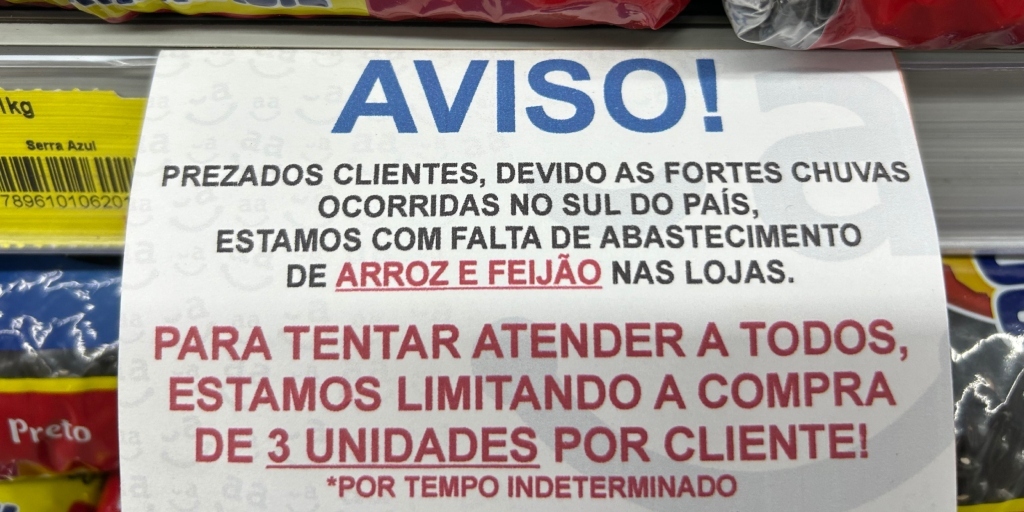 AVISO!
1kg
Serra Azul
789610106201
PREZADOS CLIENTES, DEVIDO AS FORTES CHUVAS
OCORRIDAS NO SUL DO PAÍS,
ESTAMOS COM FALTA DE ABASTECIMENTO
DE ARROZ E FEIJÃO NAS LOJAS.
PARA TENTAR ATENDER A TODOS,
ESTAMOS LIMITANDO A COMPRA
DE 3 UNIDADES POR CLIENTE!
Preto
*POR TEMPO INDETERMINADO